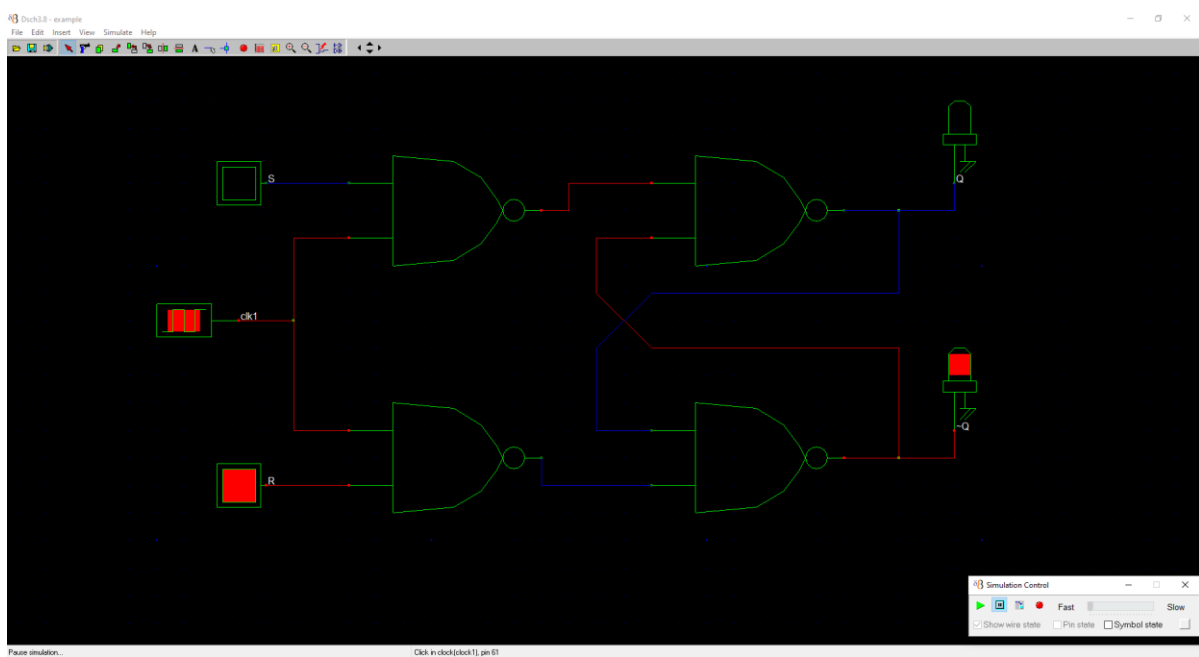 Dsch3.8 - example
File Edit Insert View Simulate Help
A
S
Q
clk1
~Q
R
Simulation Control
Fast Slow
Show wire state Pin state Symbol state
Pause simulation... Click in clock(clock1), pin 61